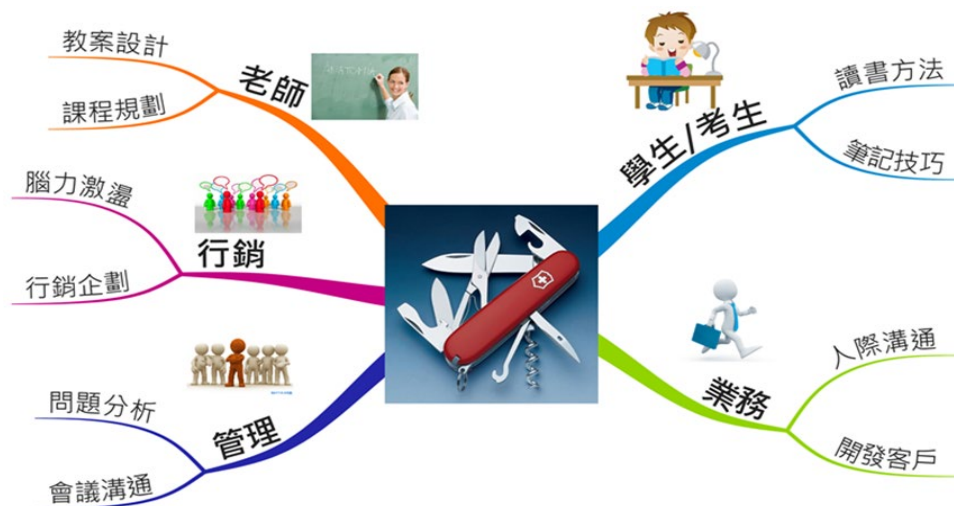 老師
教案設計
課程規劃
行銷
腦力激盪
行銷企劃
管理
問題分析
會議溝通
學生/考生
讀書方法
筆記技巧
業務
人際溝通
開發客戶